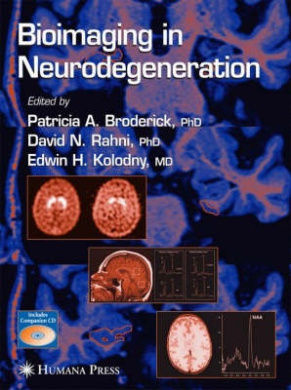 Bioimaging in
Neurodegeneration
Edited by
Patricia A. Broderick, PhD
David N. Rahni, PhD
Edwin H. Kolodny, MD
Includes
Companion CD
NAA
HUMANA PRESS